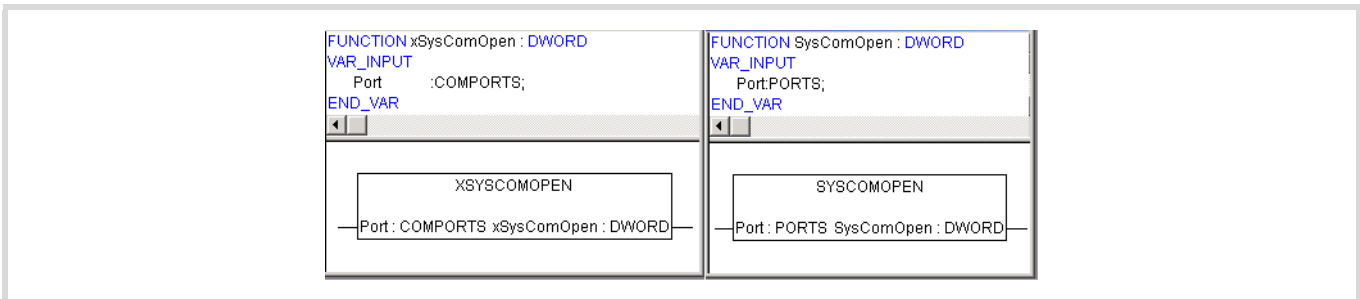 FUNCTION xSysComOpen : DWORD
VAR_INPUT
Port :COMPORTS;
END_VAR
XSYSCOMOPEN
Port : COMPORTS xSysComOpen : DWORD
FUNCTION SysComOpen : DWORD
VAR_INPUT
Port:PORTS;
END_VAR
SYSCOMOPEN
Port : PORTS SysComOpen : DWORD